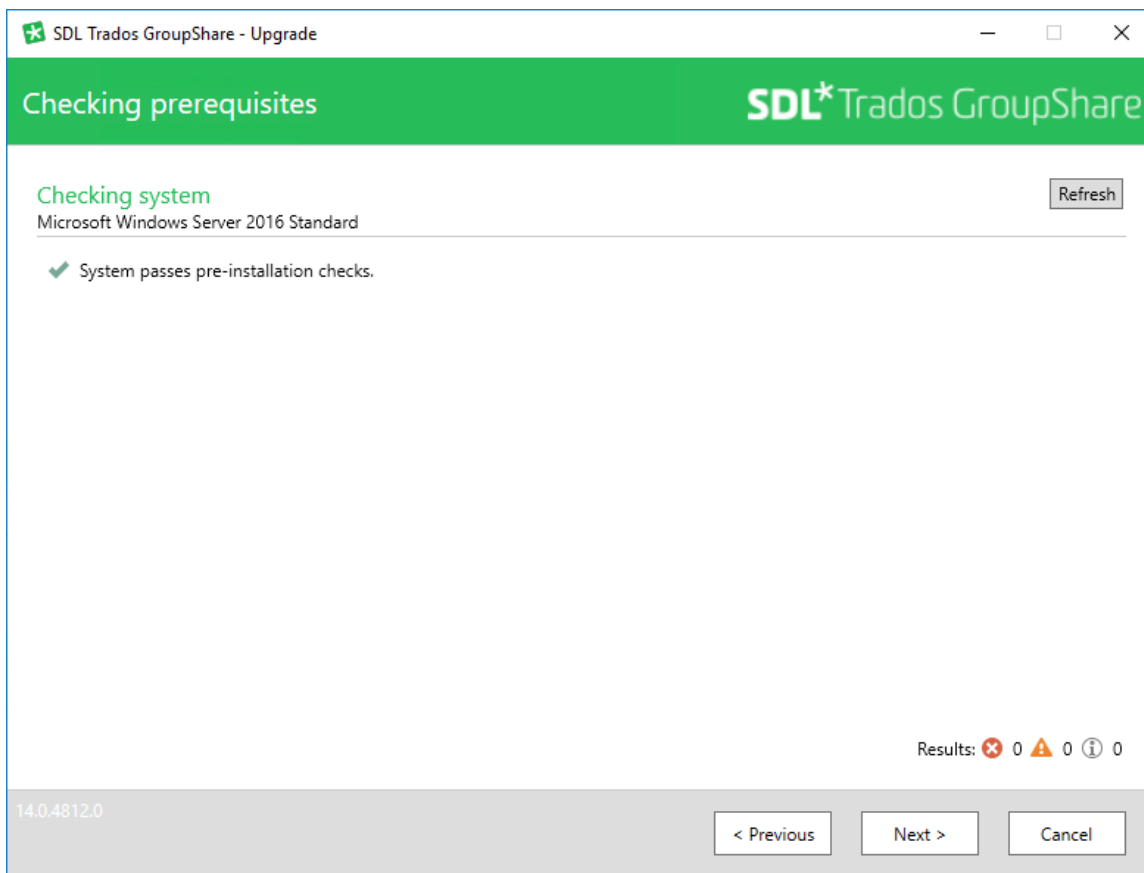 SDL Trados GroupShare - Upgrade
Checking prerequisites
SDL* Trados GroupShare
Checking system
Refresh
Microsoft Windows Server 2016 Standard
System passes pre-installation checks.
Results: 0 0 0
14.0.4812.0
< Previous
Next >
Cancel